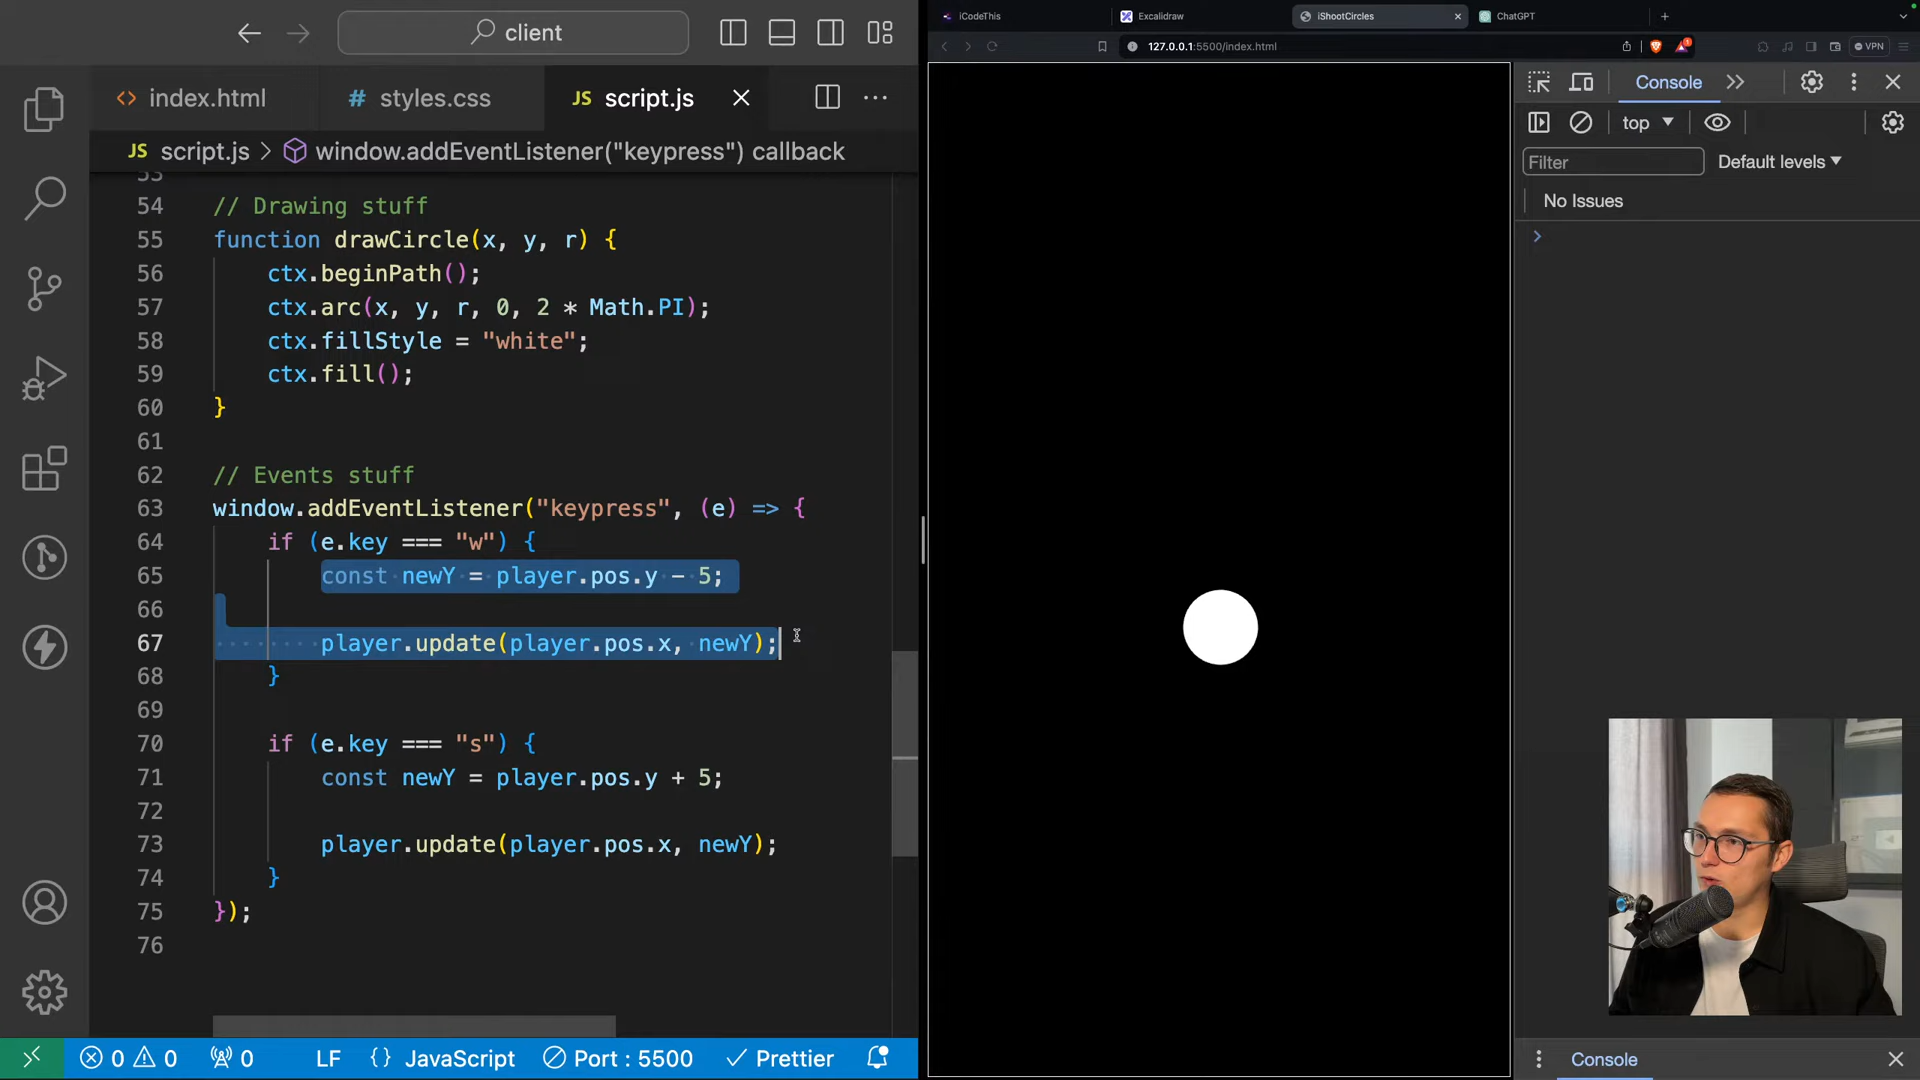 client
iCodeThis
Excalidraw
iShootCircles
ChatGPT
127.0.0.1:5500/index.html
VPN
index.html
# styles.css
JS script.js
JS script.js > window.addEventListener("keypress") callback
Console
top
Filter
Default levels
No Issues
53
54 // Drawing stuff
55 function drawCircle(x, y, r) {
56 ctx.beginPath();
57 ctx.arc(x, y, r, 0, 2 * Math.PI);
58 ctx.fillStyle = "white";
59 ctx.fill();
60 }
61
62 // Events stuff
63 window.addEventListener("keypress", (e) => {
64 if (e.key === "w") {
65 const newY = player.pos.y - 5;
66
67 player.update(player.pos.x, newY);
68 }
69
70 if (e.key === "s") {
71 const newY = player.pos.y + 5;
72
73 player.update(player.pos.x, newY);
74 }
75 });
76
0 0 0 LF {} JavaScript Port : 5500 Prettier
Console